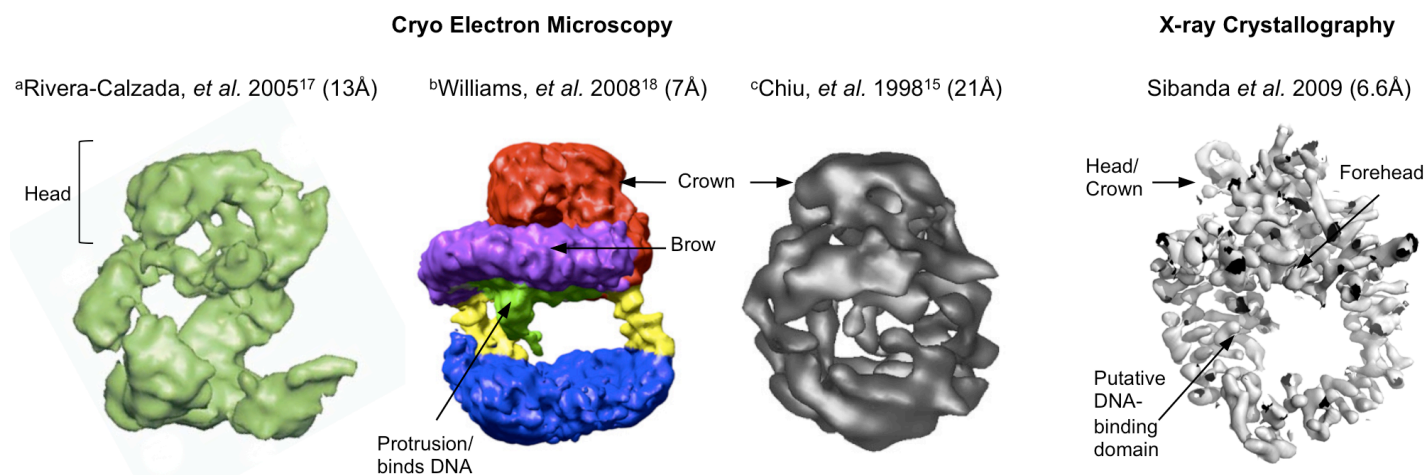 Cryo Electron Microscopy
X-ray Crystallography
ᵃRivera-Calzada, et al. 2005¹⁷ (13Å)
ᵇWilliams, et al. 2008¹⁸ (7Å)
ᶜChiu, et al. 1998¹⁵ (21Å)
Sibanda et al. 2009 (6.6Å)
Head
Crown
Brow
Protrusion/
binds DNA
Head/
Crown
Forehead
Putative
DNA-
binding
domain